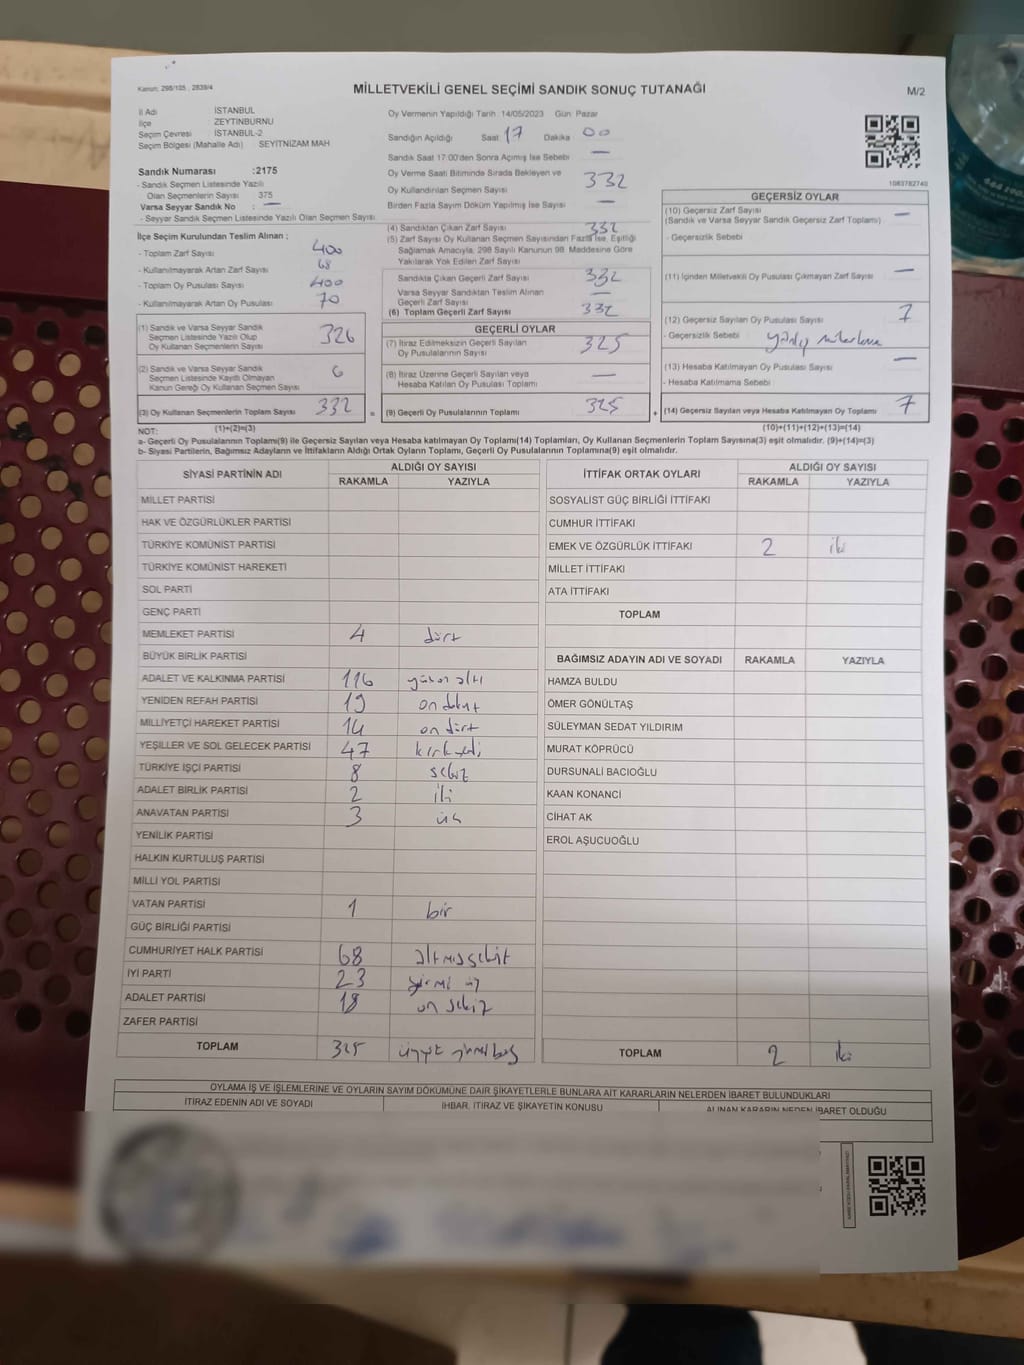 Kanun: 298/105 , 2839/4
MİLLETVEKİLİ GENEL SEÇİMİ SANDIK SONUÇ TUTANAĞI
M/2
İl Adı İSTANBUL
İlçe ZEYTİNBURNU
Seçim Çevresi İSTANBUL-2
Seçim Bölgesi (Mahalle Adı) SEYİTNİZAM MAH
Sandık Numarası :2175
- Sandık Seçmen Listesinde Yazılı
Olan Seçmenlerin Sayısı 375
Varsa Seyyar Sandık No : —
- Seyyar Sandık Seçmen Listesinde Yazılı Olan Seçmen Sayısı
Oy Vermenin Yapıldığı Tarih 14/05/2023 Gün Pazar
Sandığın Açıldığı Saat 17 Dakika 00
Sandık Saat 17:00'den Sonra Açılmış İse Sebebi —
Oy Verme Saati Bitiminde Sırada Bekleyen ve
Oy Kullandırılan Seçmen Sayısı 332
Birden Fazla Sayım Döküm Yapılmış İse Sayısı —
1083782740
İlçe Seçim Kurulundan Teslim Alınan ;
- Toplam Zarf Sayısı 400
- Kullanılmayarak Artan Zarf Sayısı 68
- Toplam Oy Pusulası 400
- Kullanılmayarak Artan Oy Pusulası 70
(1) Sandık ve Varsa Seyyar Sandık
Seçmen Listesinde Yazılı Olup
Oy Kullanan Seçmenlerin Sayısı 326
(2) Sandık ve Varsa Seyyar Sandık
Seçmen Listesinde Kayıtlı Olmayan
Kanun Gereği Oy Kullanan Seçmen Sayısı 6
(3) Oy Kullanan Seçmenlerin Toplam Sayısı 332 =
(1)+(2)=(3)
(4) Sandıktan Çıkan Zarf Sayısı 332
(5) Zarf Sayısı Oy Kullanan Seçmen Sayısından Fazla İse, Eşitliği
Sağlamak Amacıyla, 298 Sayılı Kanunun 98. Maddesine Göre
Yakılarak Yok Edilen Zarf Sayısı
Sandıkta Çıkan Geçerli Zarf Sayısı 332
Varsa Seyyar Sandıktan Teslim Alınan
Geçerli Zarf Sayısı —
(6) Toplam Geçerli Zarf Sayısı 332
GEÇERLİ OYLAR
(7) İtiraz Edilmeksizin Geçerli Sayılan
Oy Pusulalarının Sayısı 325
(8) İtiraz Üzerine Geçerli Sayılan veya
Hesaba Katılan Oy Pusulası Toplamı —
(9) Geçerli Oy Pusulalarının Toplamı 325 +
GEÇERSİZ OYLAR
(10) Geçersiz Zarf Sayısı —
(Sandık ve Varsa Seyyar Sandık Geçersiz Zarf Toplamı)
- Geçersizlik Sebebi
(11) İçinden Milletvekili Oy Pusulası Çıkmayan Zarf Sayısı —
(12) Geçersiz Sayılan Oy Pusulası Sayısı 7
- Geçersizlik Sebebi
(13) Hesaba Katılmayan Oy Pusulası Sayısı —
- Hesaba Katılmama Sebebi
(14) Geçersiz Sayılan veya Hesaba Katılmayan Oy Toplamı 7
(10)+(11)+(12)+(13)=(14)
NOT:
a- Geçerli Oy Pusulalarının Toplamı(9) ile Geçersiz Sayılan veya Hesaba katılmayan Oy Toplamı(14) Toplamları, Oy Kullanan Seçmenlerin Toplam Sayısına(3) eşit olmalıdır. (9)+(14)=(3)
b- Siyasi Partilerin, Bağımsız Adayların ve İttifakların Aldığı Ortak Oyların Toplamı, Geçerli Oy Pusulalarının Toplamına(9) eşit olmalıdır.
SİYASİ PARTİNİN ADI ALDIĞI OY SAYISI
RAKAMLA YAZIYLA
MİLLET PARTİSİ
HAK VE ÖZGÜRLÜKLER PARTİSİ
TÜRKİYE KOMÜNİST PARTİSİ
TÜRKİYE KOMÜNİST HAREKETİ
SOL PARTİ
GENÇ PARTİ
MEMLEKET PARTİSİ 4 dört
BÜYÜK BİRLİK PARTİSİ
ADALET VE KALKINMA PARTİSİ 116
YENİDEN REFAH PARTİSİ 19 on dokuz
MİLLİYETÇİ HAREKET PARTİSİ 14 on dört
YEŞİLLER VE SOL GELECEK PARTİSİ 47 kırk yedi
TÜRKİYE İŞÇİ PARTİSİ 8 sekiz
ADALET BİRLİK PARTİSİ 2 iki
ANAVATAN PARTİSİ 3 üç
YENİLİK PARTİSİ
HALKIN KURTULUŞ PARTİSİ
MİLLİ YOL PARTİSİ
VATAN PARTİSİ 1 bir
GÜÇ BİRLİĞİ PARTİSİ
CUMHURİYET HALK PARTİSİ 68 altmış sekiz
İYİ PARTİ 23 yirmi üç
ADALET PARTİSİ 18 on sekiz
ZAFER PARTİSİ
TOPLAM 325 üçyüz yirmi beş
İTTİFAK ORTAK OYLARI ALDIĞI OY SAYISI
RAKAMLA YAZIYLA
SOSYALİST GÜÇ BİRLİĞİ İTTİFAKI
CUMHUR İTTİFAKI
EMEK VE ÖZGÜRLÜK İTTİFAKI 2 iki
MİLLET İTTİFAKI
ATA İTTİFAKI
TOPLAM
BAĞIMSIZ ADAYIN ADI VE SOYADI RAKAMLA YAZIYLA
HAMZA BULDU
ÖMER GÖNÜLTAŞ
SÜLEYMAN SEDAT YILDIRIM
MURAT KÖPRÜCÜ
DURSUNALİ BACIOĞLU
KAAN KONANCİ
CİHAT AK
EROL AŞUCUOĞLU
TOPLAM 2 iki
OYLAMA İŞ VE İŞLEMLERİNE VE OYLARIN SAYIM DÖKÜMÜNE DAİR ŞİKAYETLERLE BUNLARA AİT KARARLARIN NELERDEN İBARET BULUNDUKLARI
İTİRAZ EDENİN ADI VE SOYADI İHBAR, İTİRAZ VE ŞİKAYETİN KONUSU ALINAN KARARIN NEDEN İBARET OLDUĞU